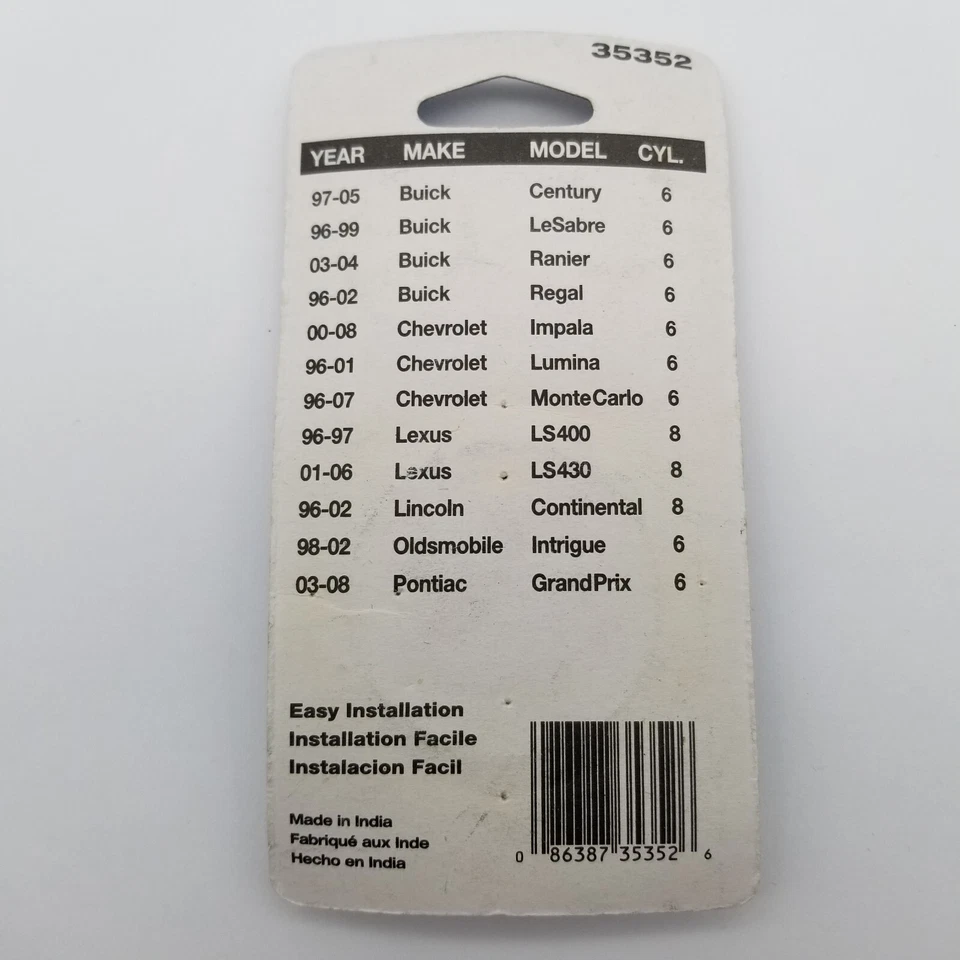 35352
YEAR MAKE MODEL CYL.
97-05 Buick Century 6
96-99 Buick LeSabre 6
03-04 Buick Ranier 6
96-02 Buick Regal 6
00-08 Chevrolet Impala 6
96-01 Chevrolet Lumina 6
96-07 Chevrolet Monte Carlo 6
96-97 Lexus LS400 8
01-06 Lexus LS430 8
96-02 Lincoln Continental 8
98-02 Oldsmobile Intrigue 6
03-08 Pontiac Grand Prix 6
Easy Installation
Installation Facile
Instalacion Facil
Made in India
Fabriqué aux Inde
Hecho en India
0 86387 35352 6